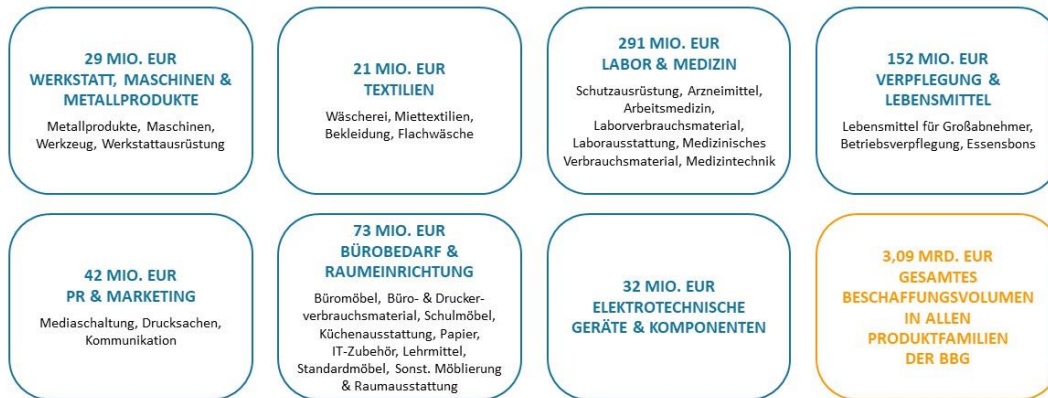 29 MIO. EUR
WERKSTATT, MASCHINEN &
METALLPRODUKTE
Metallprodukte, Maschinen,
Werkzeug, Werkstattausrüstung
21 MIO. EUR
TEXTILIEN
Wäscherei, Miettextilien,
Bekleidung, Flachwäsche
291 MIO. EUR
LABOR & MEDIZIN
Schutzausrüstung, Arzneimittel,
Arbeitsmedizin,
Laborverbrauchsmaterial,
Laborausstattung, Medizinisches
Verbrauchsmaterial, Medizintechnik
152 MIO. EUR
VERPFLEGUNG &
LEBENSMITTEL
Lebensmittel für Großabnehmer,
Betriebsverpflegung, Essensbons
42 MIO. EUR
PR & MARKETING
Mediaschaltung, Drucksachen,
Kommunikation
73 MIO. EUR
BÜROBEDARF &
RAUMEINRICHTUNG
Büromöbel, Büro- & Drucker-
verbrauchsmaterial, Schulmöbel,
Küchenausstattung, Papier,
IT-Zubehör, Lehrmittel,
Standardmöbel, Sonst. Möblierung
& Raumausstattung
32 MIO. EUR
ELEKTROTECHNISCHE
GERÄTE & KOMPONENTEN
3,09 MRD. EUR
GESAMTES
BESCHAFFUNGSVOLUMEN
IN ALLEN
PRODUKTFAMILIEN
DER BBG